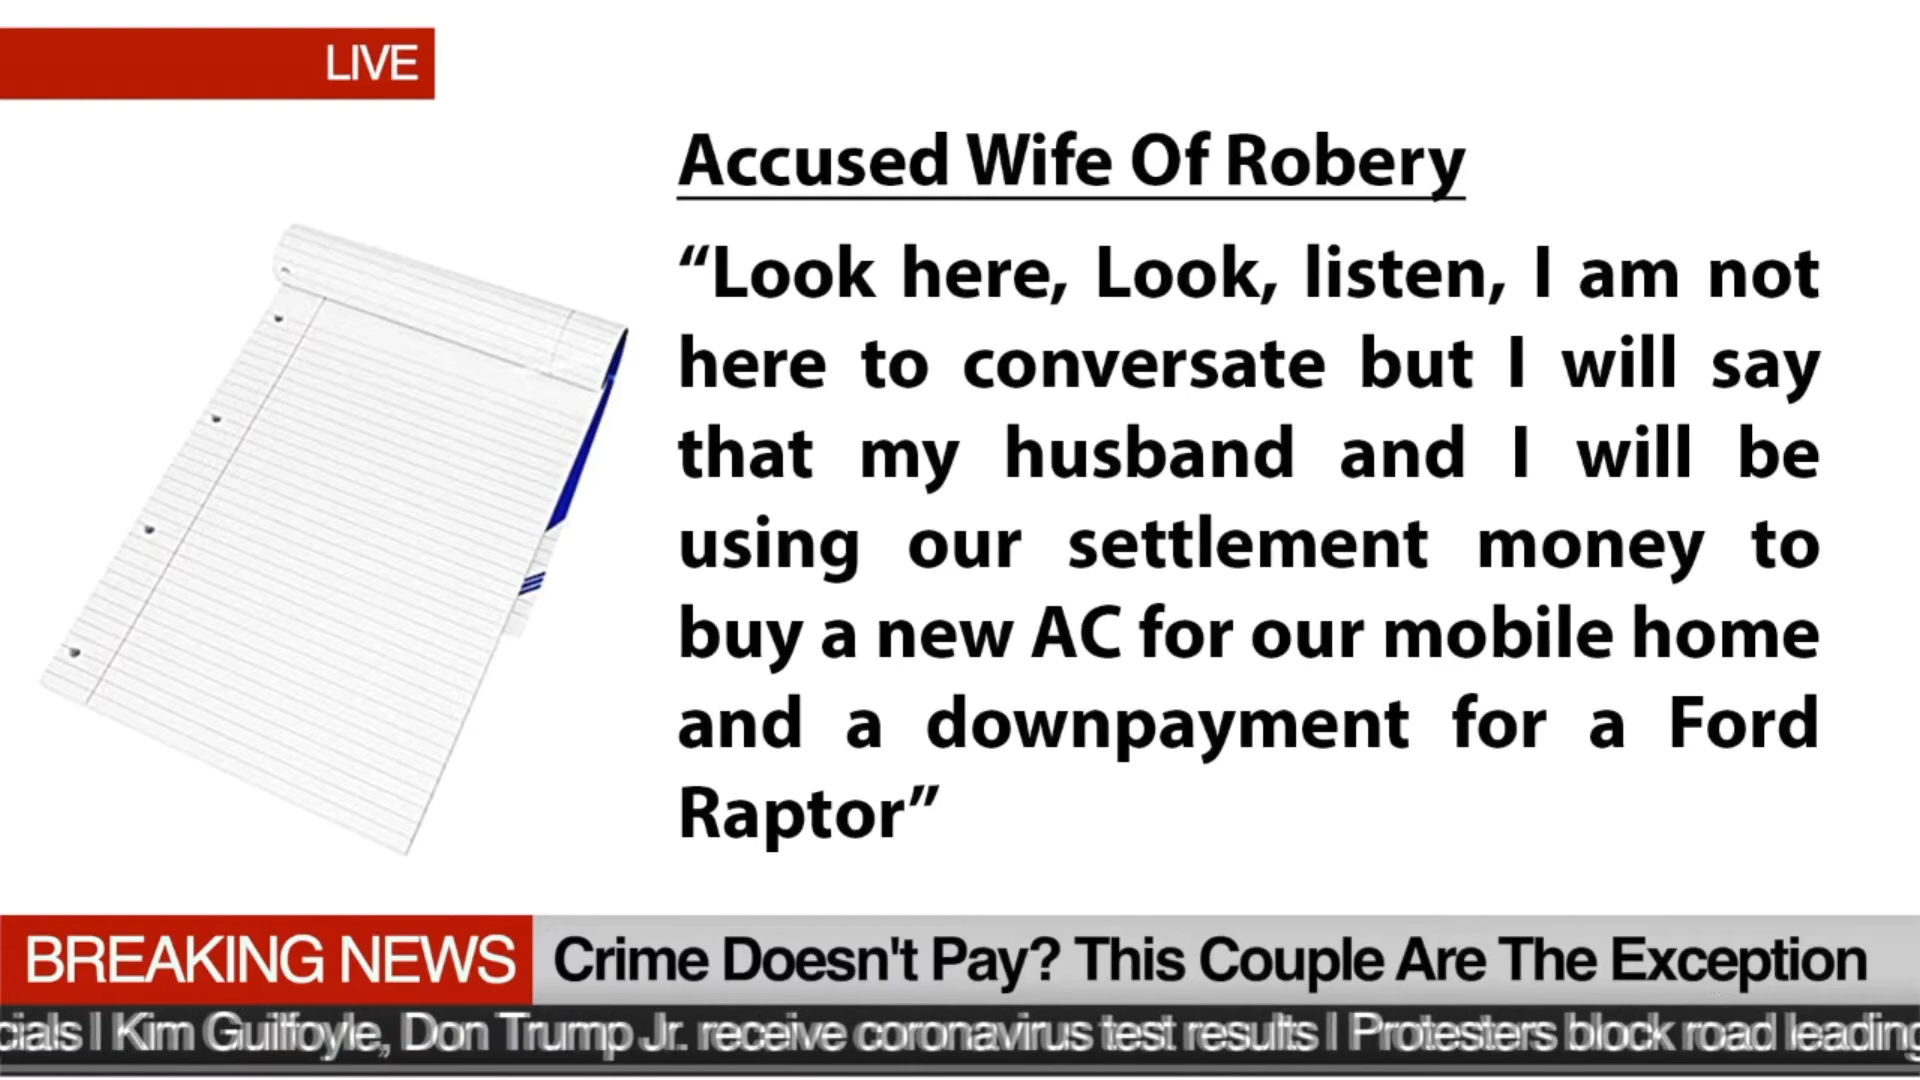 LIVE
Accused Wife Of Robery
“Look here, Look, listen, I am not
here to conversate but I will say
that my husband and I will be
using our settlement money to
buy a new AC for our mobile home
and a downpayment for a Ford
Raptor”
BREAKING NEWS Crime Doesn't Pay? This Couple Are The Exception
cials | Kim Guilfoyle, Don Trump Jr. receive coronavirus test results | Protesters block road leading